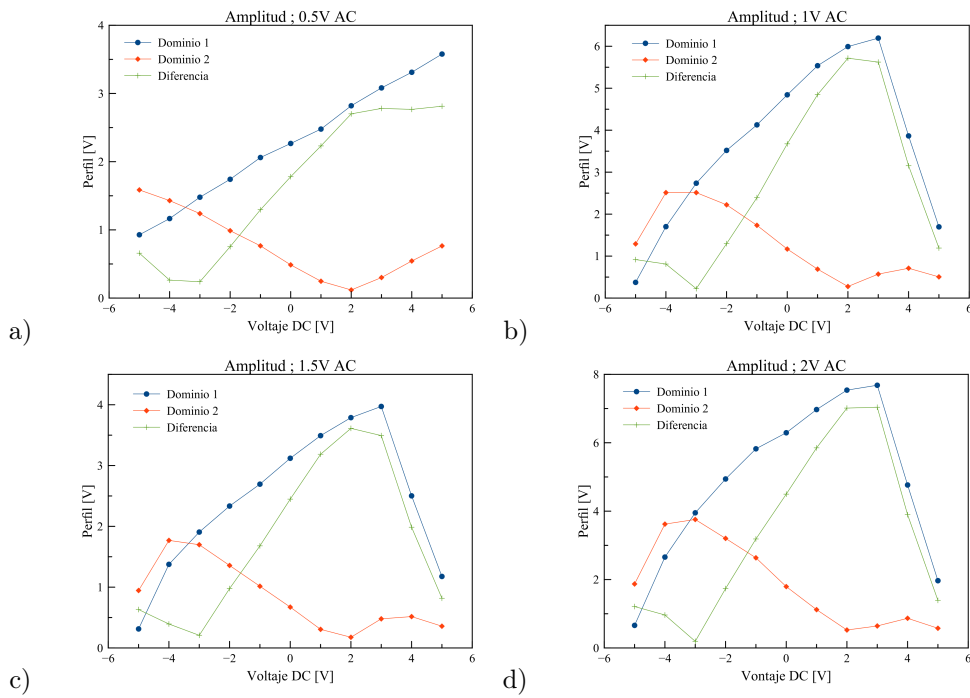 Amplitud ; 0.5V AC
Dominio 1
Dominio 2
Diferencia
Perfil [V]
4
3
2
1
0
−6 −4 −2 0 2 4 6
Voltaje DC [V]
a)
Amplitud ; 1V AC
Dominio 1
Dominio 2
Diferencia
Perfil [V]
6
5
4
3
2
1
0
−6 −4 −2 0 2 4 6
Voltaje DC [V]
b)
Amplitud ; 1.5V AC
Dominio 1
Dominio 2
Diferencia
Perfil [V]
4
3
2
1
0
−6 −4 −2 0 2 4 6
Voltaje DC [V]
c)
Amplitud ; 2V AC
Dominio 1
Dominio 2
Diferencia
Perfil [V]
8
6
4
2
0
−6 −4 −2 0 2 4 6
Vontaje DC [V]
d)